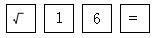 √ 1 6 =